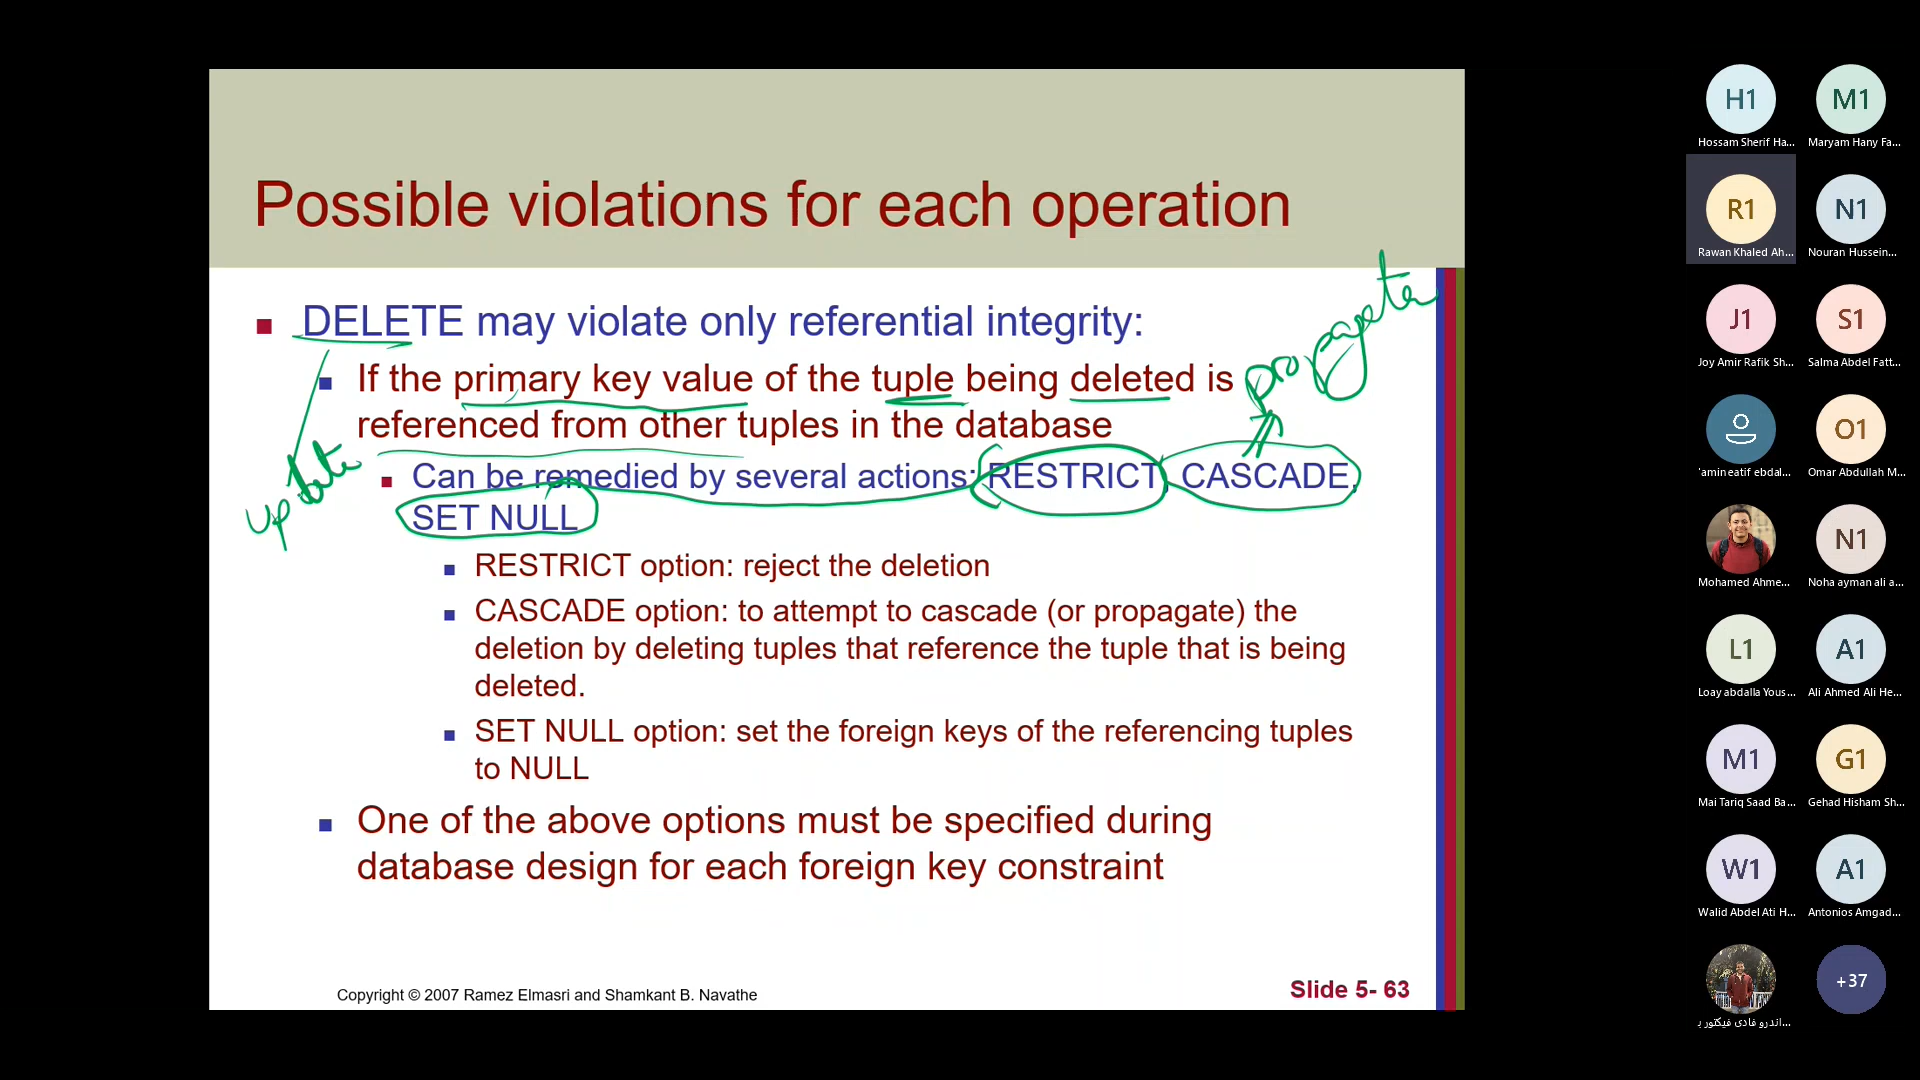 Possible violations for each operation
DELETE may violate only referential integrity:
If the primary key value of the tuple being deleted is
referenced from other tuples in the database
Can be remedied by several actions: RESTRICT, CASCADE,
SET NULL
RESTRICT option: reject the deletion
CASCADE option: to attempt to cascade (or propagate) the
deletion by deleting tuples that reference the tuple that is being
deleted.
SET NULL option: set the foreign keys of the referencing tuples
to NULL
One of the above options must be specified during
database design for each foreign key constraint
Copyright © 2007 Ramez Elmasri and Shamkant B. Navathe
Slide 5- 63
update
propagate
H1
M1
Hossam Sherif Ha...
Maryam Hany Fa...
R1
N1
Rawan Khaled Ah...
Nouran Hussein...
J1
S1
Joy Amir Rafik Sh...
Salma Abdel Fatt...
O1
'amin eatif ebdal...
Omar Abdullah M...
N1
Mohamed Ahme...
Noha ayman ali a...
L1
A1
Loay abdalla Yous...
Ali Ahmed Ali He...
M1
G1
Mai Tariq Saad Ba...
Gehad Hisham Sh...
W1
A1
Walid Abdel Ati H...
Antonios Amgad...
+37
اندرو فادى فيكتور ب...